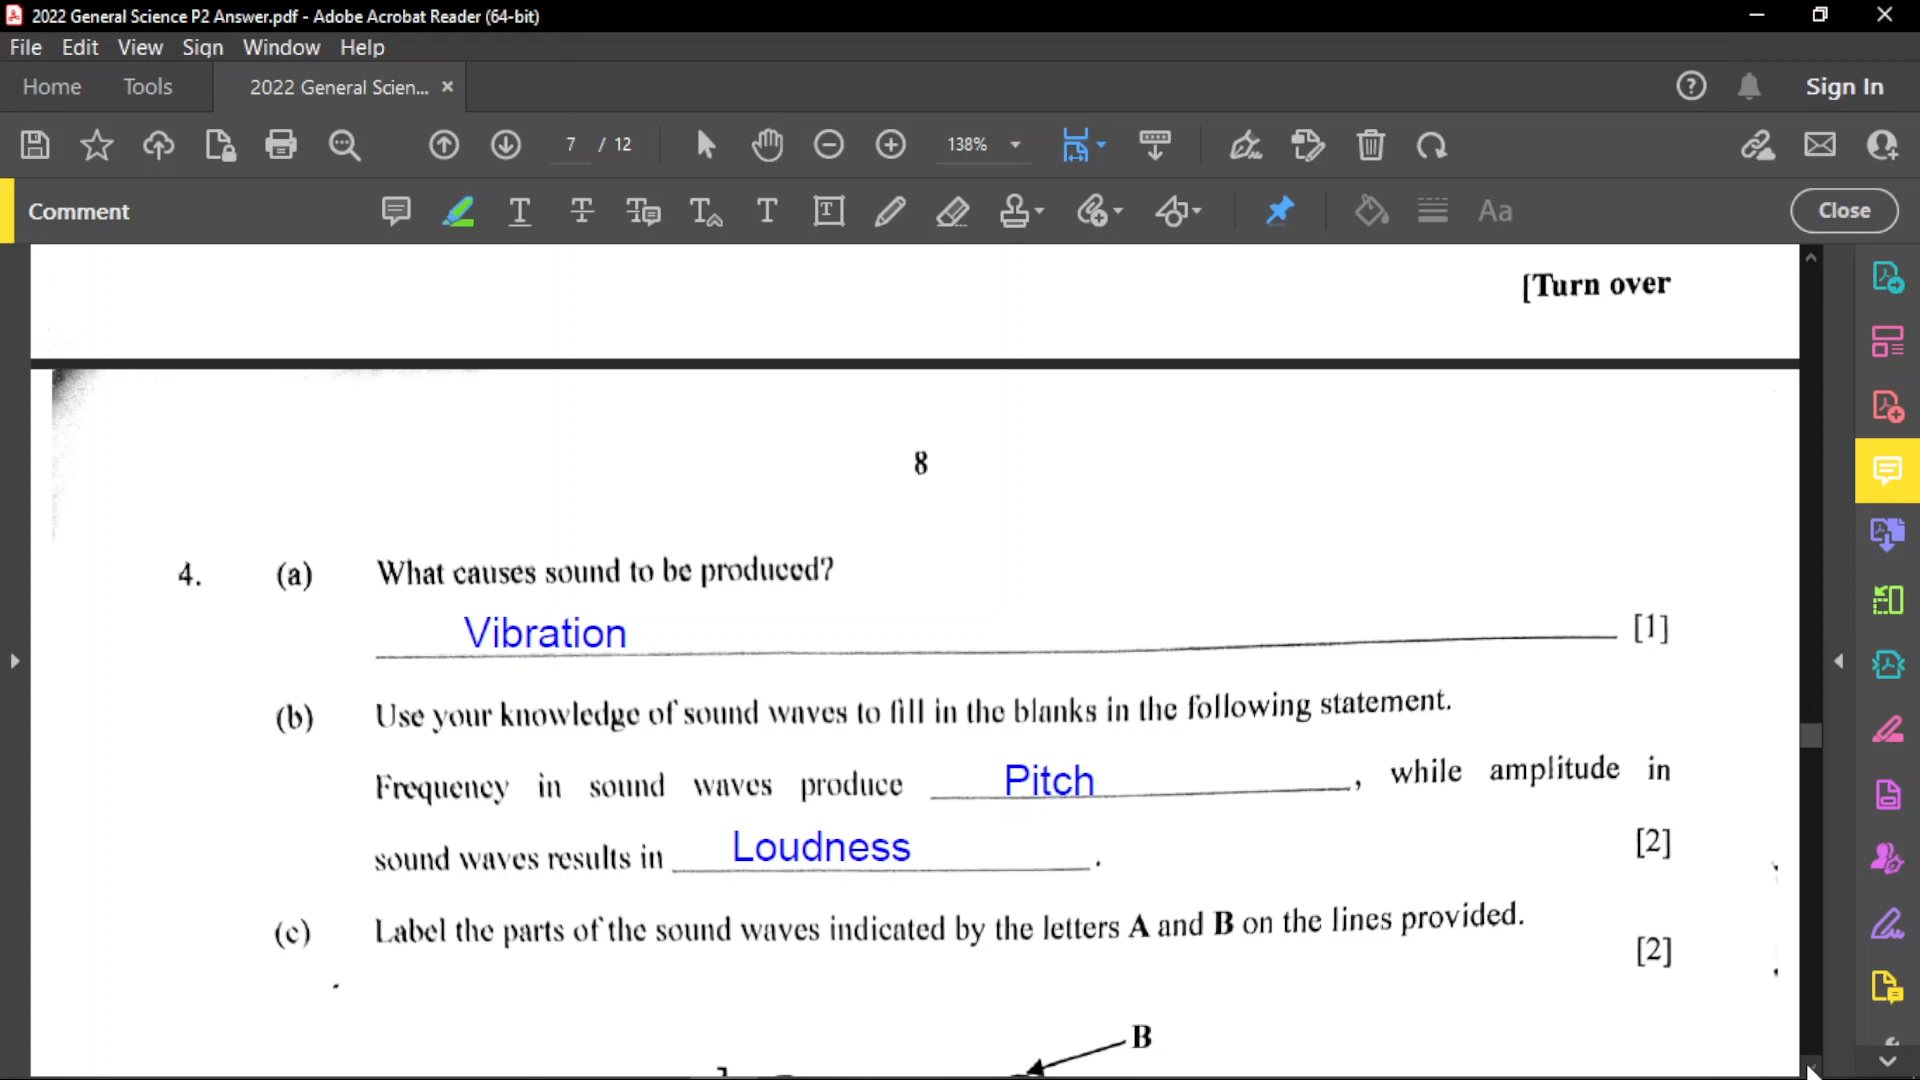 2022 General Science P2 Answer.pdf - Adobe Acrobat Reader (64-bit)
File Edit View Sign Window Help
Home Tools 2022 General Scien... × Sign In
7 / 12 138%
Comment Aa Close
[Turn over
8
4. (a) What causes sound to be produced?
Vibration [1]
(b) Use your knowledge of sound waves to fill in the blanks in the following statement.
Frequency in sound waves produce Pitch, while amplitude in
sound waves results in Loudness. [2]
(c) Label the parts of the sound waves indicated by the letters A and B on the lines provided.
[2]
B